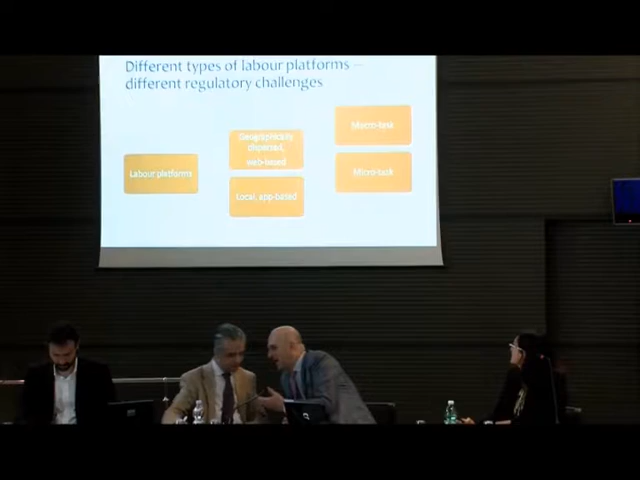 Different types of labour platforms –
different regulatory challenges
Labour platforms
Geographically
dispersed,
web-based
Local, app-based
Macro-task
Micro-task